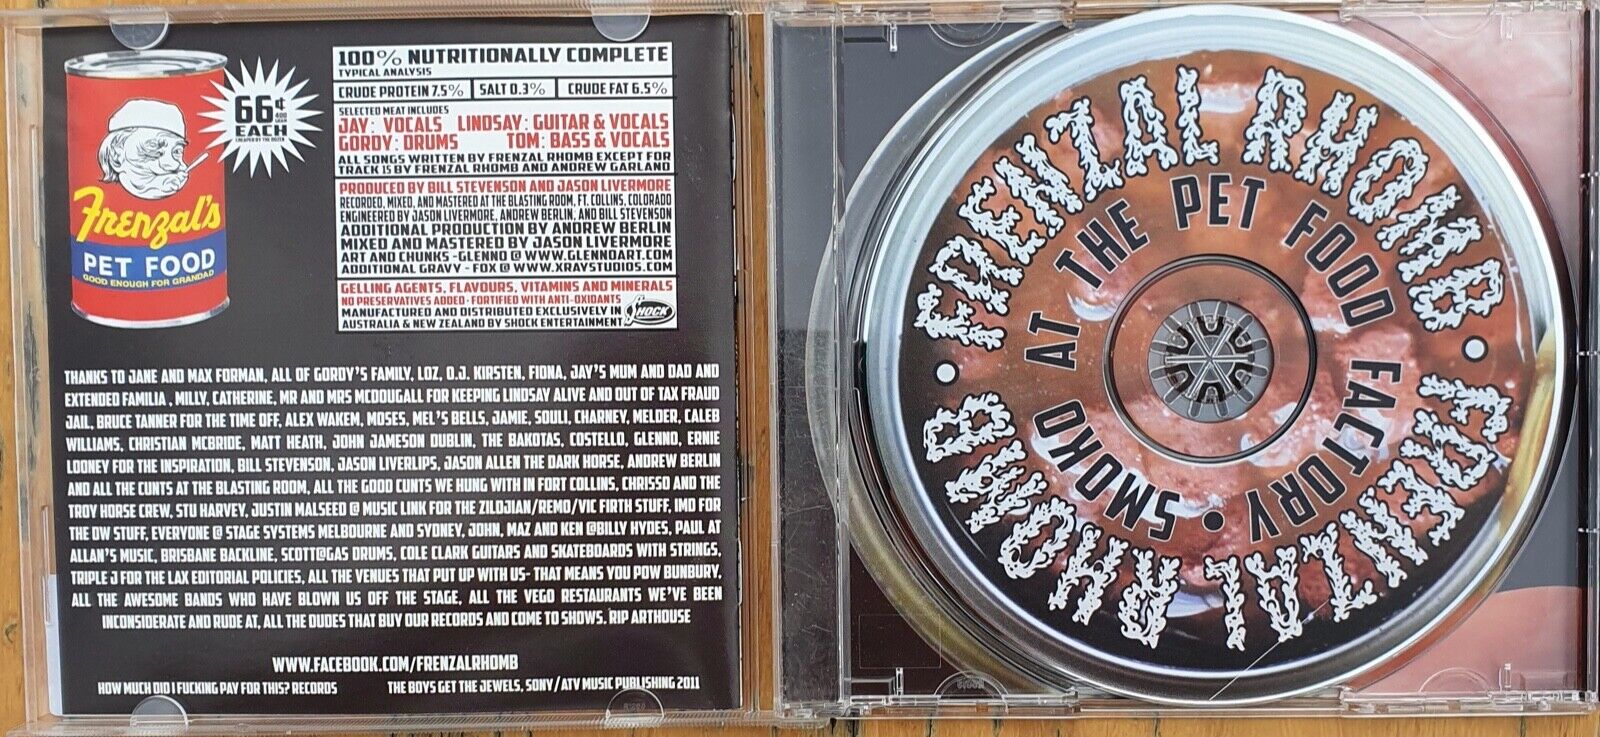 66¢
400
GRAM
EACH
CHEAPER BY THE DOZEN
Frenzal's
PET FOOD
GOOD ENOUGH FOR GRANDAD
100% NUTRITIONALLY COMPLETE
TYPICAL ANALYSIS
CRUDE PROTEIN 7.5% SALT 0.3% CRUDE FAT 6.5%
SELECTED MEAT INCLUDES
JAY: VOCALS LINDSAY: GUITAR & VOCALS
GORDY: DRUMS TOM: BASS & VOCALS
ALL SONGS WRITTEN BY FRENZAL RHOMB EXCEPT FOR
TRACK 15 BY FRENZAL RHOMB AND ANDREW GARLAND
PRODUCED BY BILL STEVENSON AND JASON LIVERMORE
RECORDED, MIXED, AND MASTERED AT THE BLASTING ROOM, FT. COLLINS, COLORADO
ENGINEERED BY JASON LIVERMORE, ANDREW BERLIN, AND BILL STEVENSON
ADDITIONAL PRODUCTION BY ANDREW BERLIN
MIXED AND MASTERED BY JASON LIVERMORE
ART AND CHUNKS -GLENNO @ WWW.GLENNOART.COM
ADDITIONAL GRAVY - FOX @ WWW.XRAYSTUDIOS.COM
GELLING AGENTS, FLAVOURS, VITAMINS AND MINERALS
NO PRESERVATIVES ADDED · FORTIFIED WITH ANTI-OXIDANTS
MANUFACTURED AND DISTRIBUTED EXCLUSIVELY IN
AUSTRALIA & NEW ZEALAND BY SHOCK ENTERTAINMENT
SHOCK
THANKS TO JANE AND MAX FORMAN, ALL OF GORDY'S FAMILY, LOZ, O.J. KIRSTEN, FIONA, JAY'S MUM AND DAD AND
EXTENDED FAMILIA , MILLY, CATHERINE, MR AND MRS MCDOUGALL FOR KEEPING LINDSAY ALIVE AND OUT OF TAX FRAUD
JAIL, BRUCE TANNER FOR THE TIME OFF, ALEX WAKEM, MOSES, MEL'S BELLS, JAMIE, SOULI, CHARNEY, MELDER, CALEB
WILLIAMS, CHRISTIAN MCBRIDE, MATT HEATH, JOHN JAMESON DUBLIN, THE BAKOTAS, COSTELLO, GLENNO, ERNIE
LOONEY FOR THE INSPIRATION, BILL STEVENSON, JASON LIVERLIPS, JASON ALLEN THE DARK HORSE, ANDREW BERLIN
AND ALL THE CUNTS AT THE BLASTING ROOM, ALL THE GOOD CUNTS WE HUNG WITH IN FORT COLLINS, CHRISSO AND THE
TROY HORSE CREW, STU HARVEY, JUSTIN MALSEED @ MUSIC LINK FOR THE ZILDJIAN/REMO/VIC FIRTH STUFF, IMO FOR
THE OW STUFF, EVERYONE @ STAGE SYSTEMS MELBOURNE AND SYDNEY, JOHN, MAZ AND KEN @BILLY HYDES, PAUL AT
ALLAN'S MUSIC, BRISBANE BACKLINE, SCOTT@GAS DRUMS, COLE CLARK GUITARS AND SKATEBOARDS WITH STRINGS,
TRIPLE J FOR THE LAX EDITORIAL POLICIES, ALL THE VENUES THAT PUT UP WITH US- THAT MEANS YOU POW BUNBURY,
ALL THE AWESOME BANDS WHO HAVE BLOWN US OFF THE STAGE, ALL THE VEGO RESTAURANTS WE'VE BEEN
INCONSIDERATE AND RUDE AT, ALL THE DUDES THAT BUY OUR RECORDS AND COME TO SHOWS. RIP ARTHOUSE
WWW.FACEBOOK.COM/FRENZALRHOMB
HOW MUCH DID I FUCKING PAY FOR THIS? RECORDS THE BOYS GET THE JEWELS, SONY/ATV MUSIC PUBLISHING 2011
FRENZAL RHOMB • FRENZAL RHOMB •
SMOKO AT THE PET FOOD FACTORY •